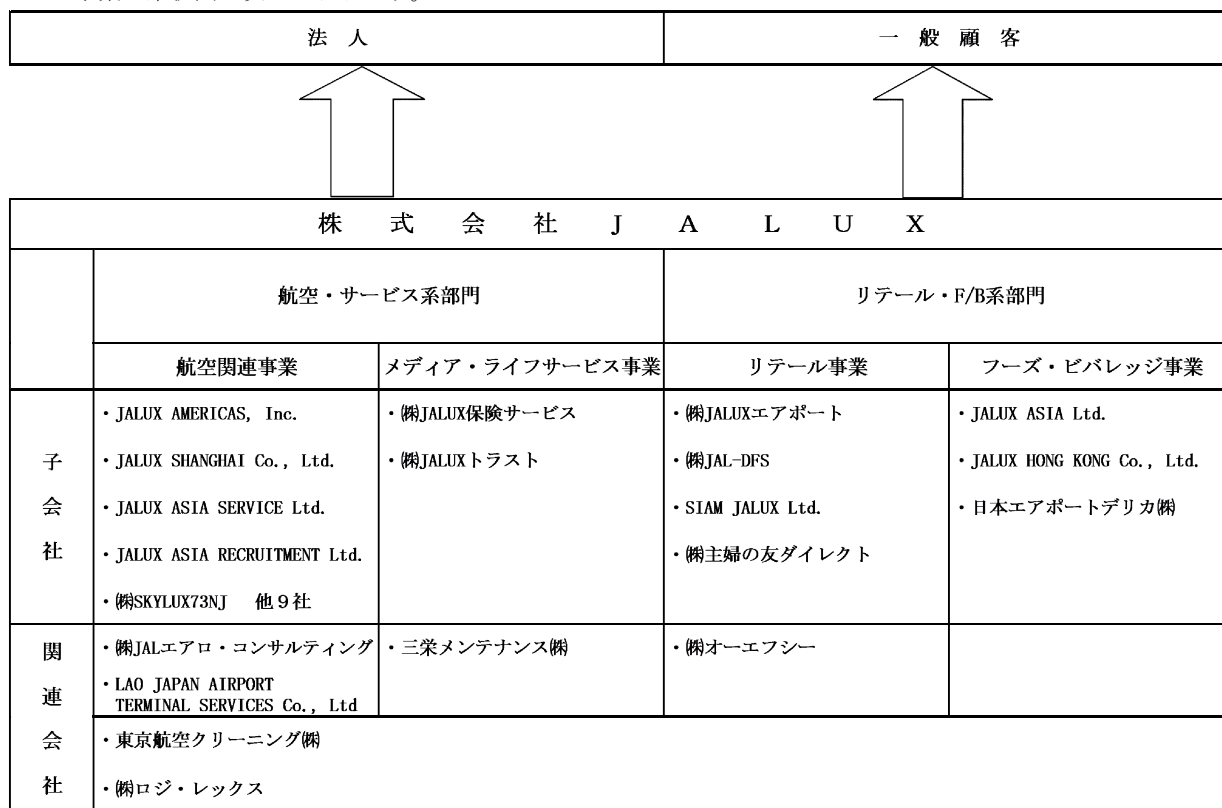 法 人 一 般 顧 客
株 式 会 社 J A L U X
航空・サービス系部門 リテール・F/B系部門
航空関連事業 メディア・ライフサービス事業 リテール事業 フーズ・ビバレッジ事業
子会社
・JALUX AMERICAS, Inc. ・㈱JALUX保険サービス ・㈱JALUXエアポート ・JALUX ASIA Ltd.
・JALUX SHANGHAI Co., Ltd. ・㈱JALUXトラスト ・㈱JAL-DFS ・JALUX HONG KONG Co., Ltd.
・JALUX ASIA SERVICE Ltd. ・SIAM JALUX Ltd. ・日本エアポートデリカ㈱
・JALUX ASIA RECRUITMENT Ltd. ・㈱主婦の友ダイレクト
・㈱SKYLUX73NJ 他9社
関連会社
・㈱JALエアロ・コンサルティング ・三栄メンテナンス㈱ ・㈱オーエフシー
・LAO JAPAN AIRPORT
TERMINAL SERVICES Co., Ltd
・東京航空クリーニング㈱
・㈱ロジ・レックス